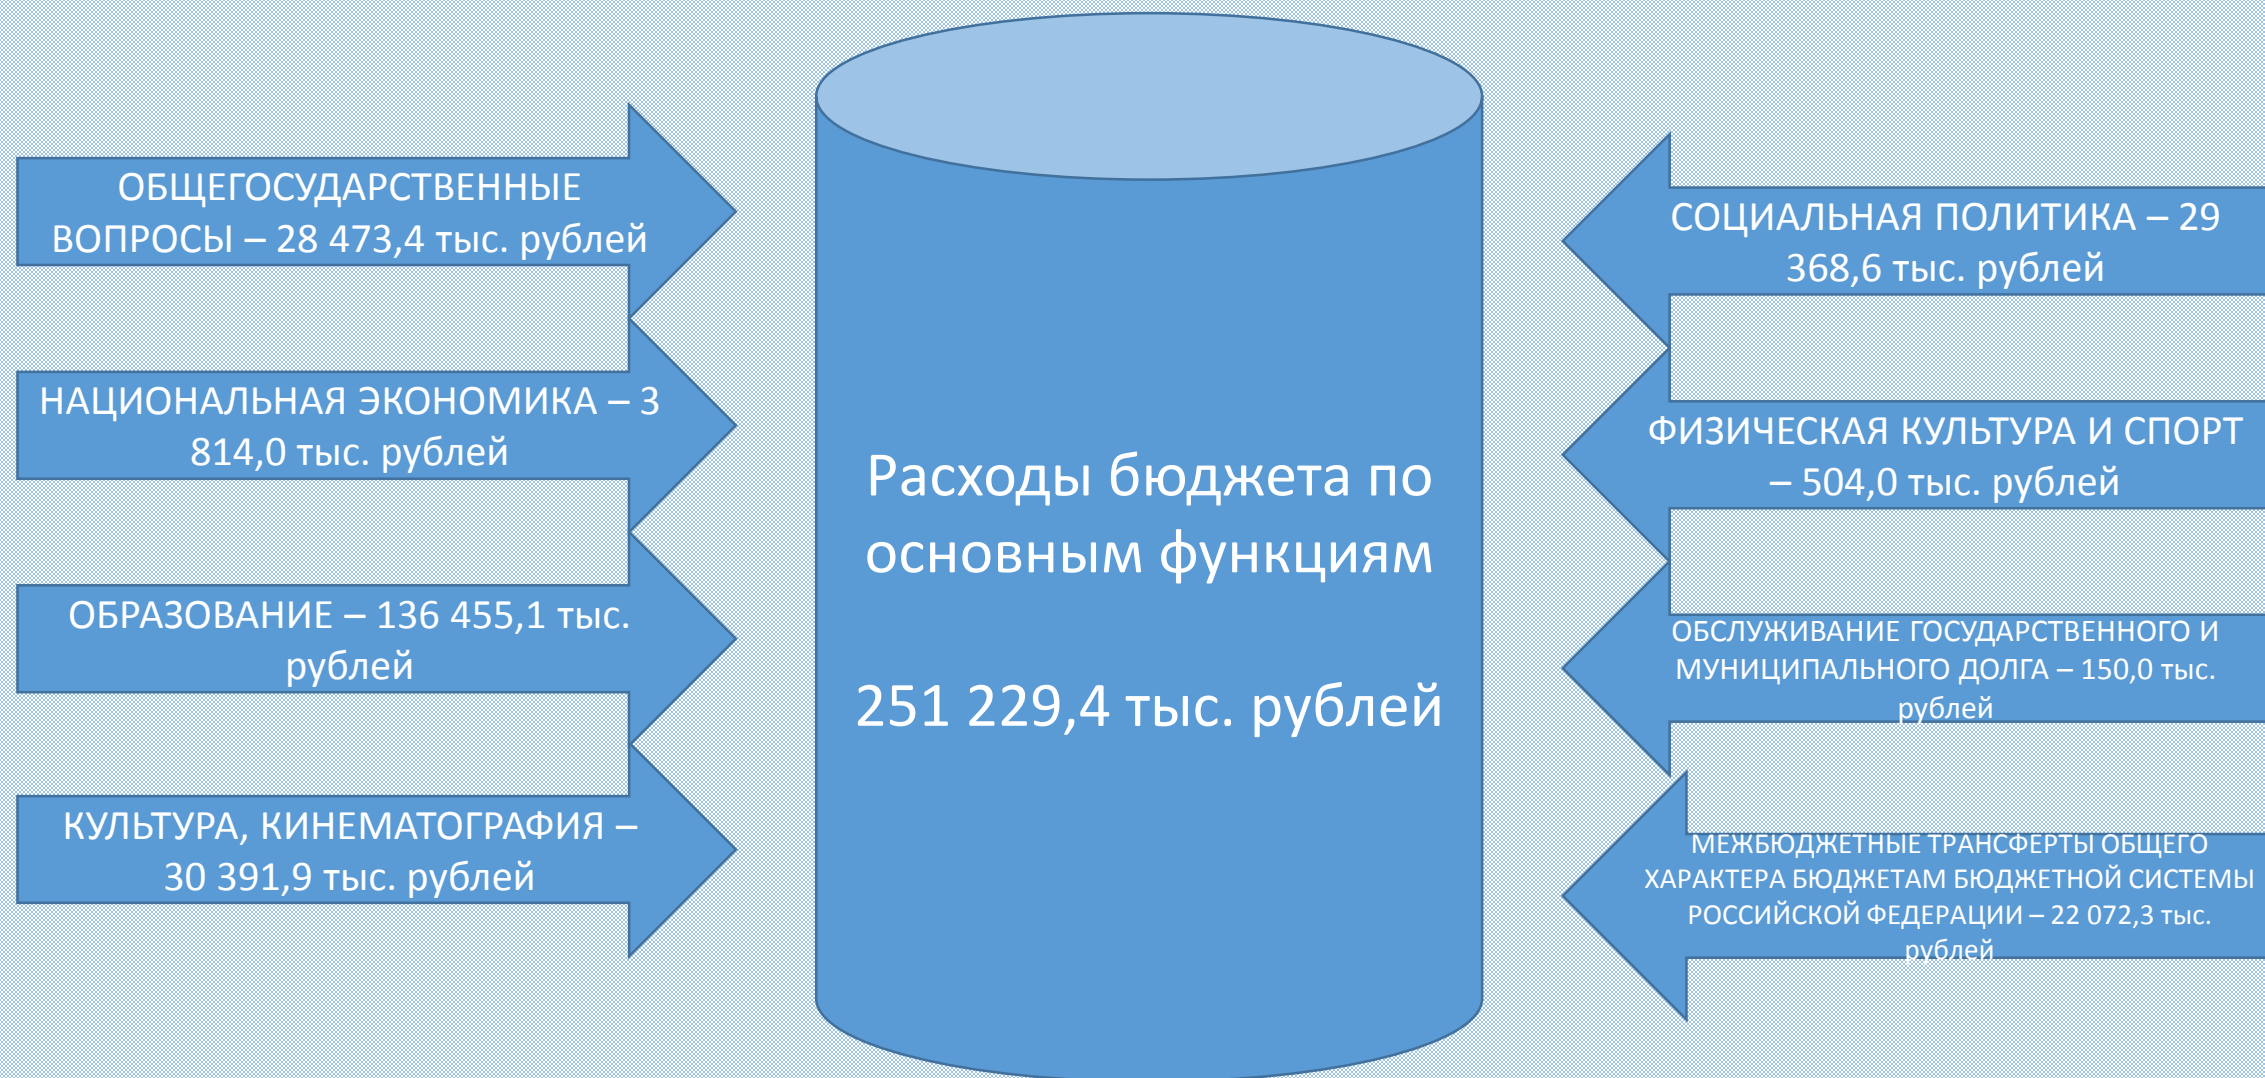 ОБЩЕГОСУДАРСТВЕННЫЕ
ВОПРОСЫ – 28 473,4 тыс. рублей
НАЦИОНАЛЬНАЯ ЭКОНОМИКА – 3
814,0 тыс. рублей
ОБРАЗОВАНИЕ – 136 455,1 тыс.
рублей
КУЛЬТУРА, КИНЕМАТОГРАФИЯ –
30 391,9 тыс. рублей
Расходы бюджета по
основным функциям
251 229,4 тыс. рублей
СОЦИАЛЬНАЯ ПОЛИТИКА – 29
368,6 тыс. рублей
ФИЗИЧЕСКАЯ КУЛЬТУРА И СПОРТ
– 504,0 тыс. рублей
ОБСЛУЖИВАНИЕ ГОСУДАРСТВЕННОГО И
МУНИЦИПАЛЬНОГО ДОЛГА – 150,0 тыс.
рублей
МЕЖБЮДЖЕТНЫЕ ТРАНСФЕРТЫ ОБЩЕГО
ХАРАКТЕРА БЮДЖЕТАМ БЮДЖЕТНОЙ СИСТЕМЫ
РОССИЙСКОЙ ФЕДЕРАЦИИ – 22 072,3 тыс.
рублей